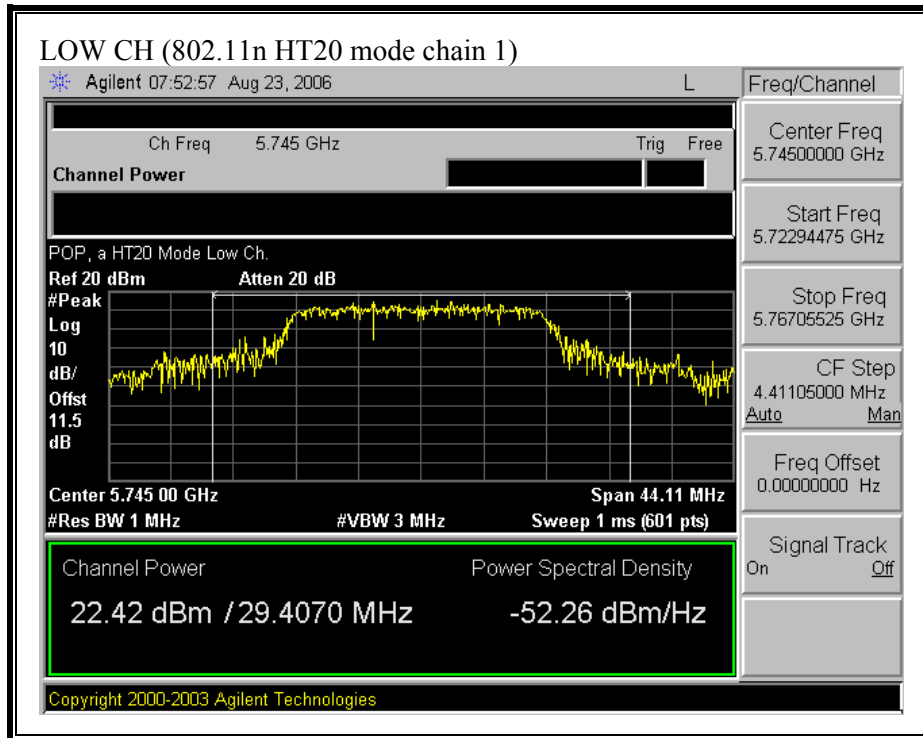 LOW CH (802.11n HT20 mode chain 1)
Agilent 07:52:57 Aug 23, 2006 L
Freq/Channel
Ch Freq 5.745 GHz Trig Free
Channel Power
Center Freq
5.74500000 GHz
Start Freq
5.72294475 GHz
Stop Freq
5.76705525 GHz
CF Step
4.41105000 MHz
Auto Man
Freq Offset
0.00000000 Hz
Signal Track
On Off
POP, a HT20 Mode Low Ch.
Ref 20 dBm Atten 20 dB
#Peak
Log
10
dB/
Offst
11.5
dB
Center 5.745 00 GHz Span 44.11 MHz
#Res BW 1 MHz #VBW 3 MHz Sweep 1 ms (601 pts)
Channel Power Power Spectral Density
22.42 dBm / 29.4070 MHz -52.26 dBm/Hz
Copyright 2000-2003 Agilent Technologies